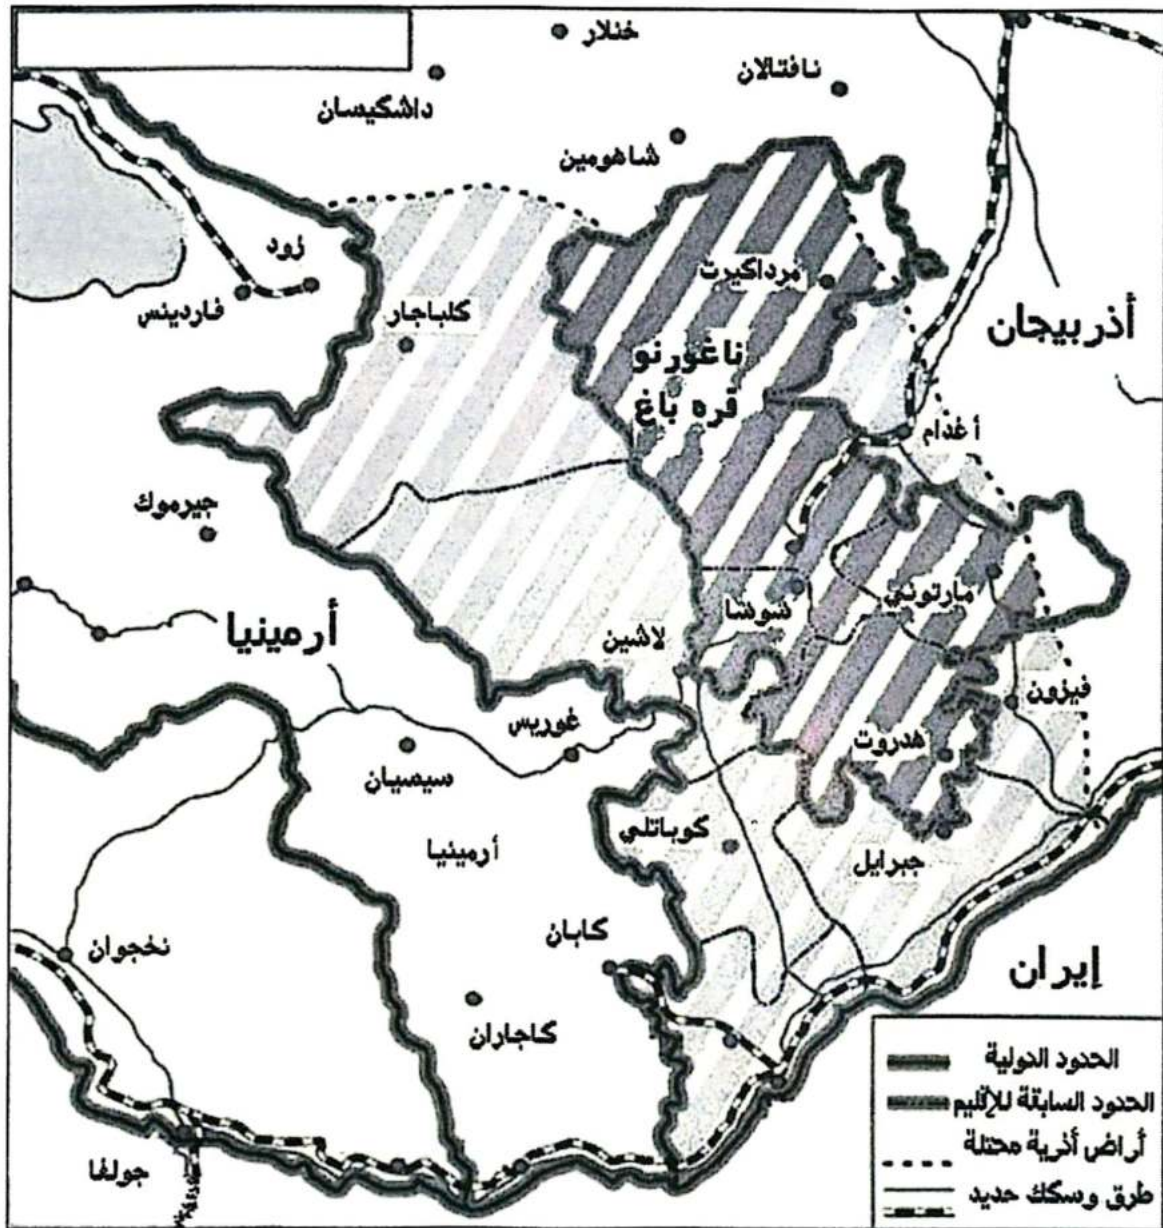 خنلار
نافتالان
داشگيسان
شاهومين
زود
مرداكيرت
فاردينس
كلباجار
أذربيجان
ناغورنو
قره باغ
أغدام
جيرموك
شوشا
مارتوني
أرمينيا
لاشين
فيزون
غوريس
هدروت
سيسيان
كوباتلي
أرمينيا
جبرايل
نخجوان
كابان
إيران
كاجاران
جولفا
الحدود الدولية
الحدود السابقة للإقليم
أراض أذرية محتلة
طرق وسكك حديد